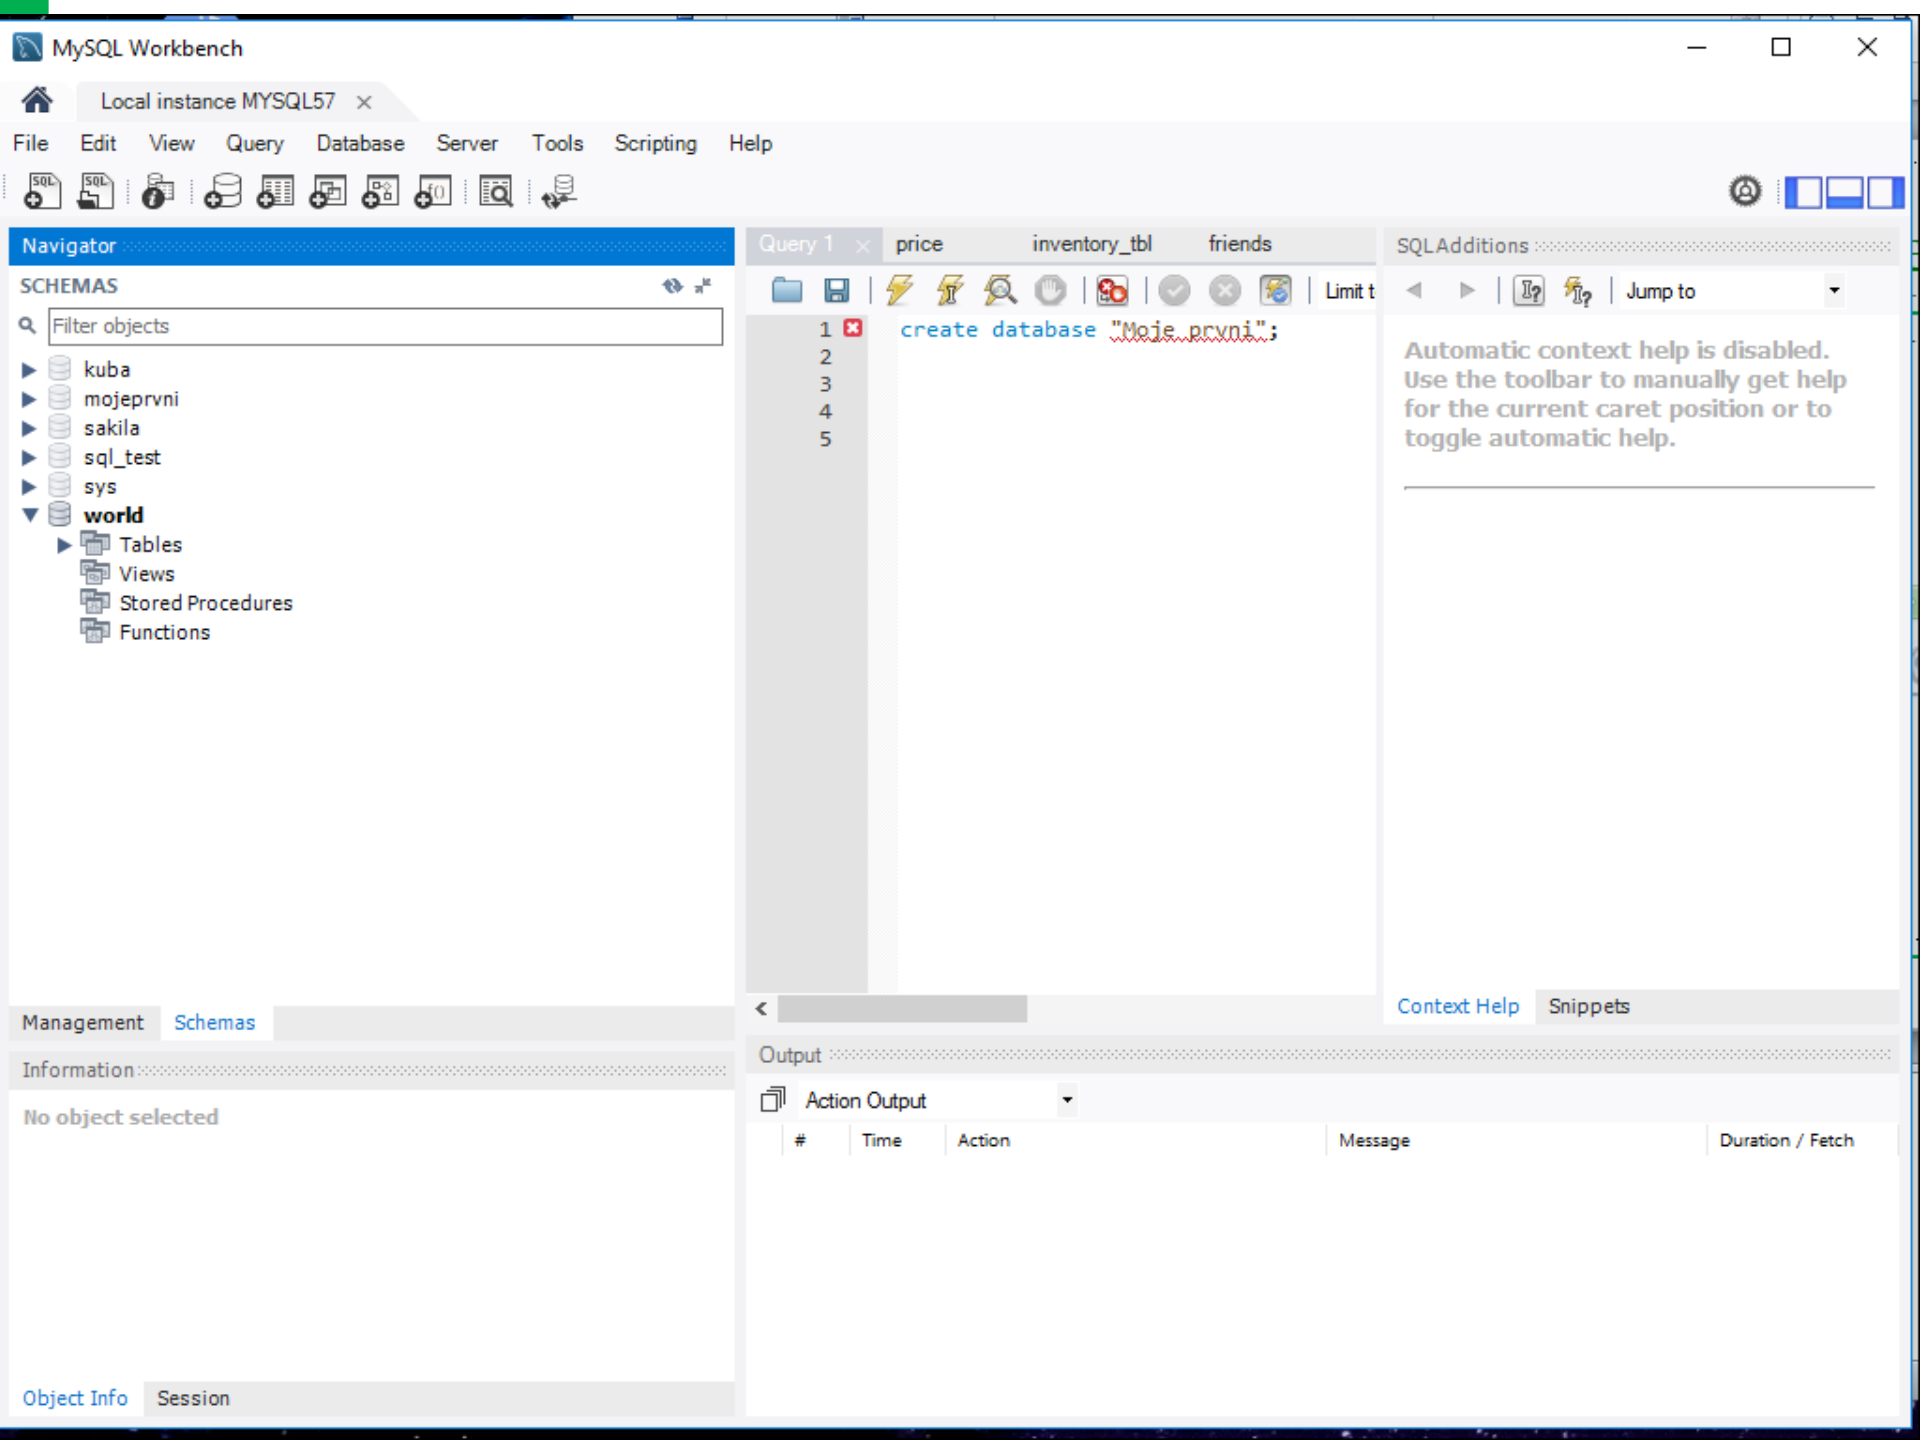 MySQL Workbench
Local instance MYSQL57
File Edit View Query Database Server Tools Scripting Help
Navigator
SCHEMAS
Filter objects
kuba
mojeprvni
sakila
sql_test
sys
world
Tables
Views
Stored Procedures
Functions
Management Schemas
Information
No object selected
Object Info Session
Query 1 price inventory_tbl friends
Limit t
1 create database "Moje prvni";
2
3
4
5
SQLAdditions
Jump to
Automatic context help is disabled.
Use the toolbar to manually get help
for the current caret position or to
toggle automatic help.
Context Help Snippets
Output
Action Output
# Time Action Message Duration / Fetch